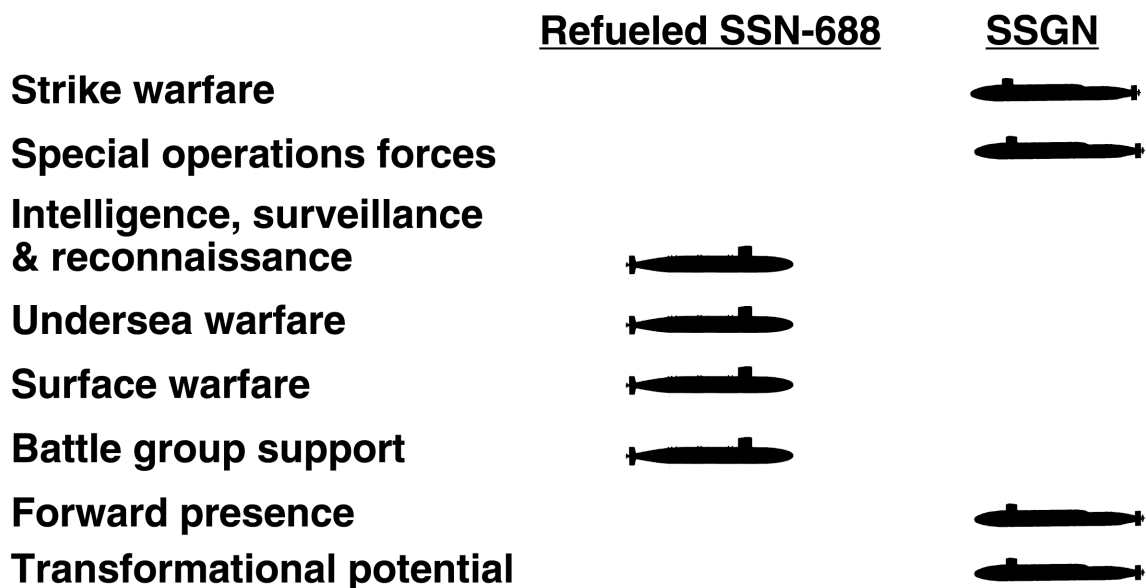 Refueled SSN-688 SSGN
Strike warfare
Special operations forces
Intelligence, surveillance
& reconnaissance
Undersea warfare
Surface warfare
Battle group support
Forward presence
Transformational potential